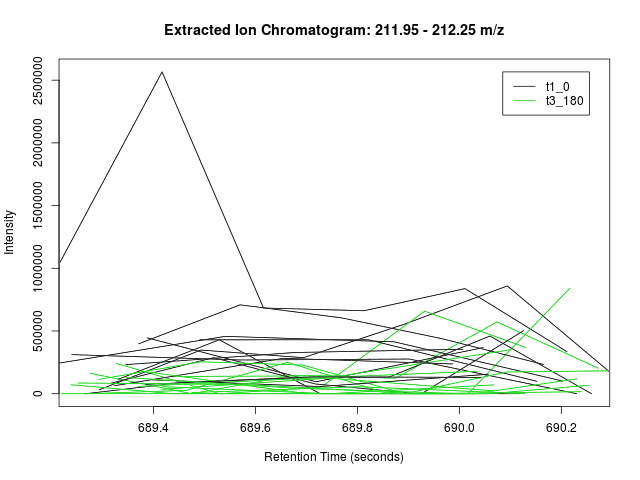 Extracted Ion Chromatogram: 211.95 - 212.25 m/z
t1_0
t3_180
Intensity
2500000
2000000
1500000
1000000
500000
0
689.4 689.6 689.8 690.0 690.2
Retention Time (seconds)